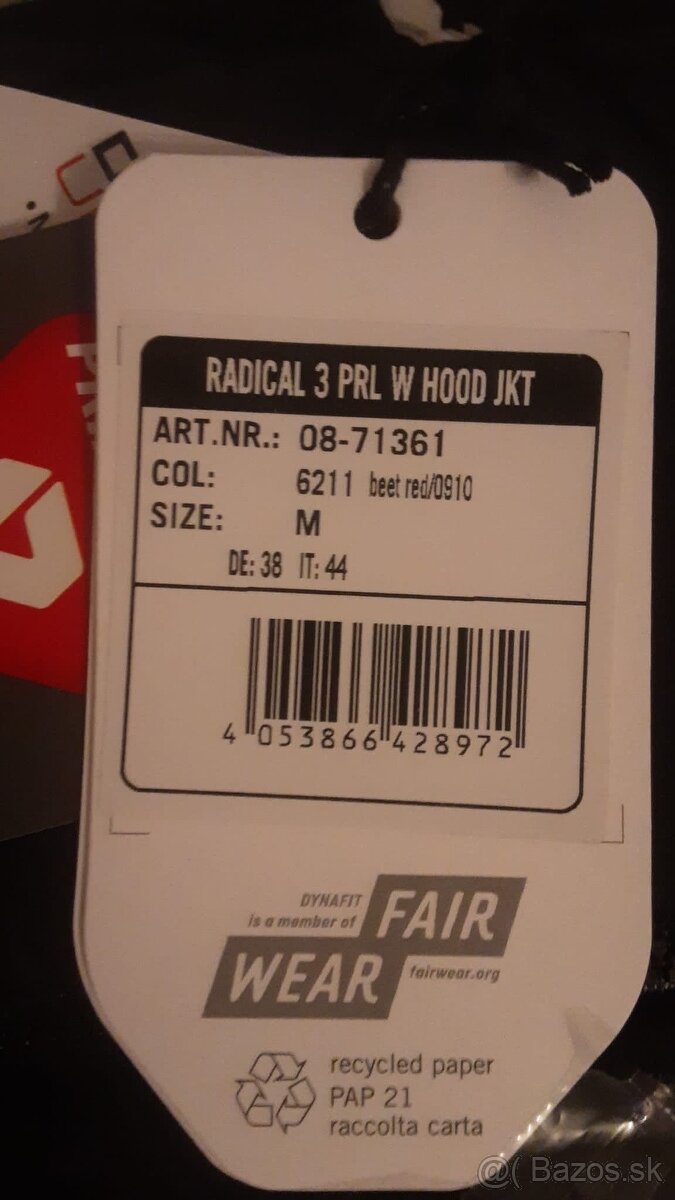 RADICAL 3 PRL W HOOD JKT
ART.NR.: 08-71361
COL: 6211 beet red/0910
SIZE: M
DE: 38 IT: 44
4 053866 428972
DYNAFIT
is a member of
FAIR
WEAR
fairwear.org
recycled paper
PAP 21
raccolta carta
@( Bazos.sk